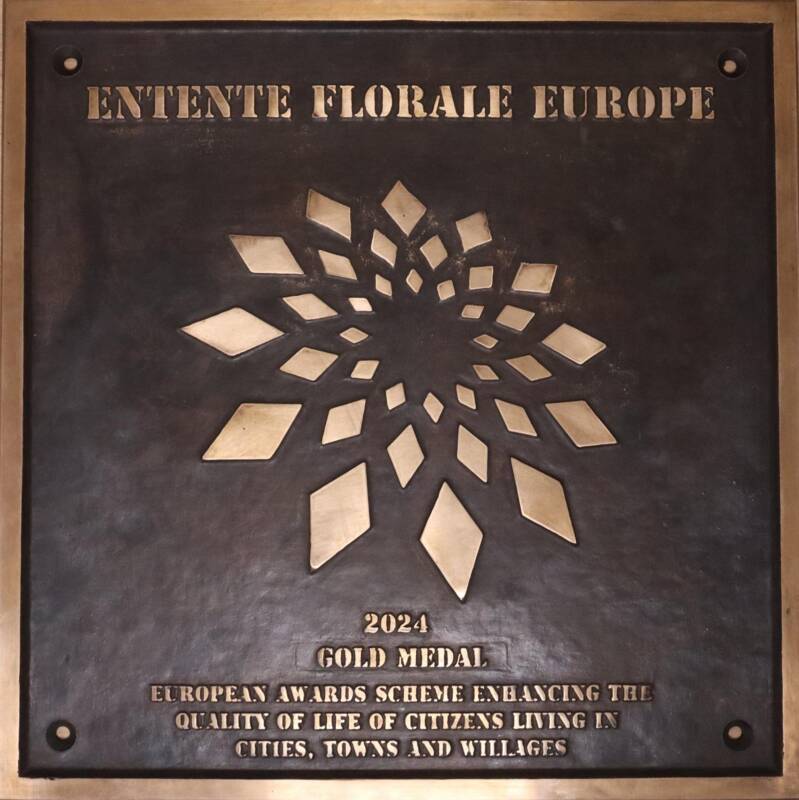 ENTENTE FLORALE EUROPE
2024
GOLD MEDAL
EUROPEAN AWARDS SCHEME ENHANCING THE
QUALITY OF LIFE OF CITIZENS LIVING IN
CITIES, TOWNS AND WILLAGES